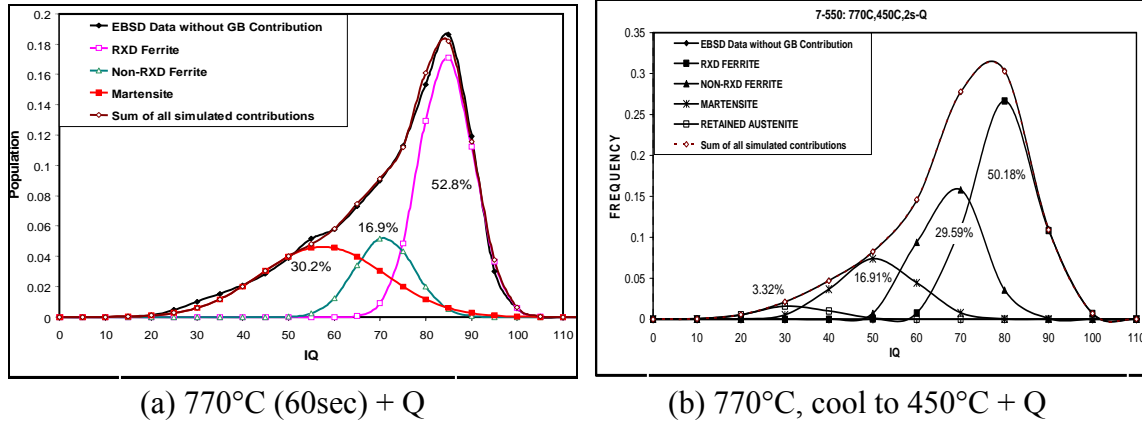 0.2
0.18
0.16
0.14
0.12
0.1
0.08
0.06
0.04
0.02
0
Population
EBSD Data without GB Contribution
RXD Ferrite
Non-RXD Ferrite
Martensite
Sum of all simulated contributions
52.8%
16.9%
30.2%
0 10 20 30 40 50 60 70 80 90 100 110
IQ
(a) 770°C (60sec) + Q
7-550: 770C,450C,2s-Q
0.35
0.3
0.25
0.2
0.15
0.1
0.05
0
FREQUENCY
EBSD Data without GB Contribution
RXD FERRITE
NON-RXD FERRITE
MARTENSITE
RETAINED AUSTENITE
Sum of all simulated contributions
50.18%
29.59%
16.91%
3.32%
0 10 20 30 40 50 60 70 80 90 100 110
IQ
(b) 770°C, cool to 450°C + Q